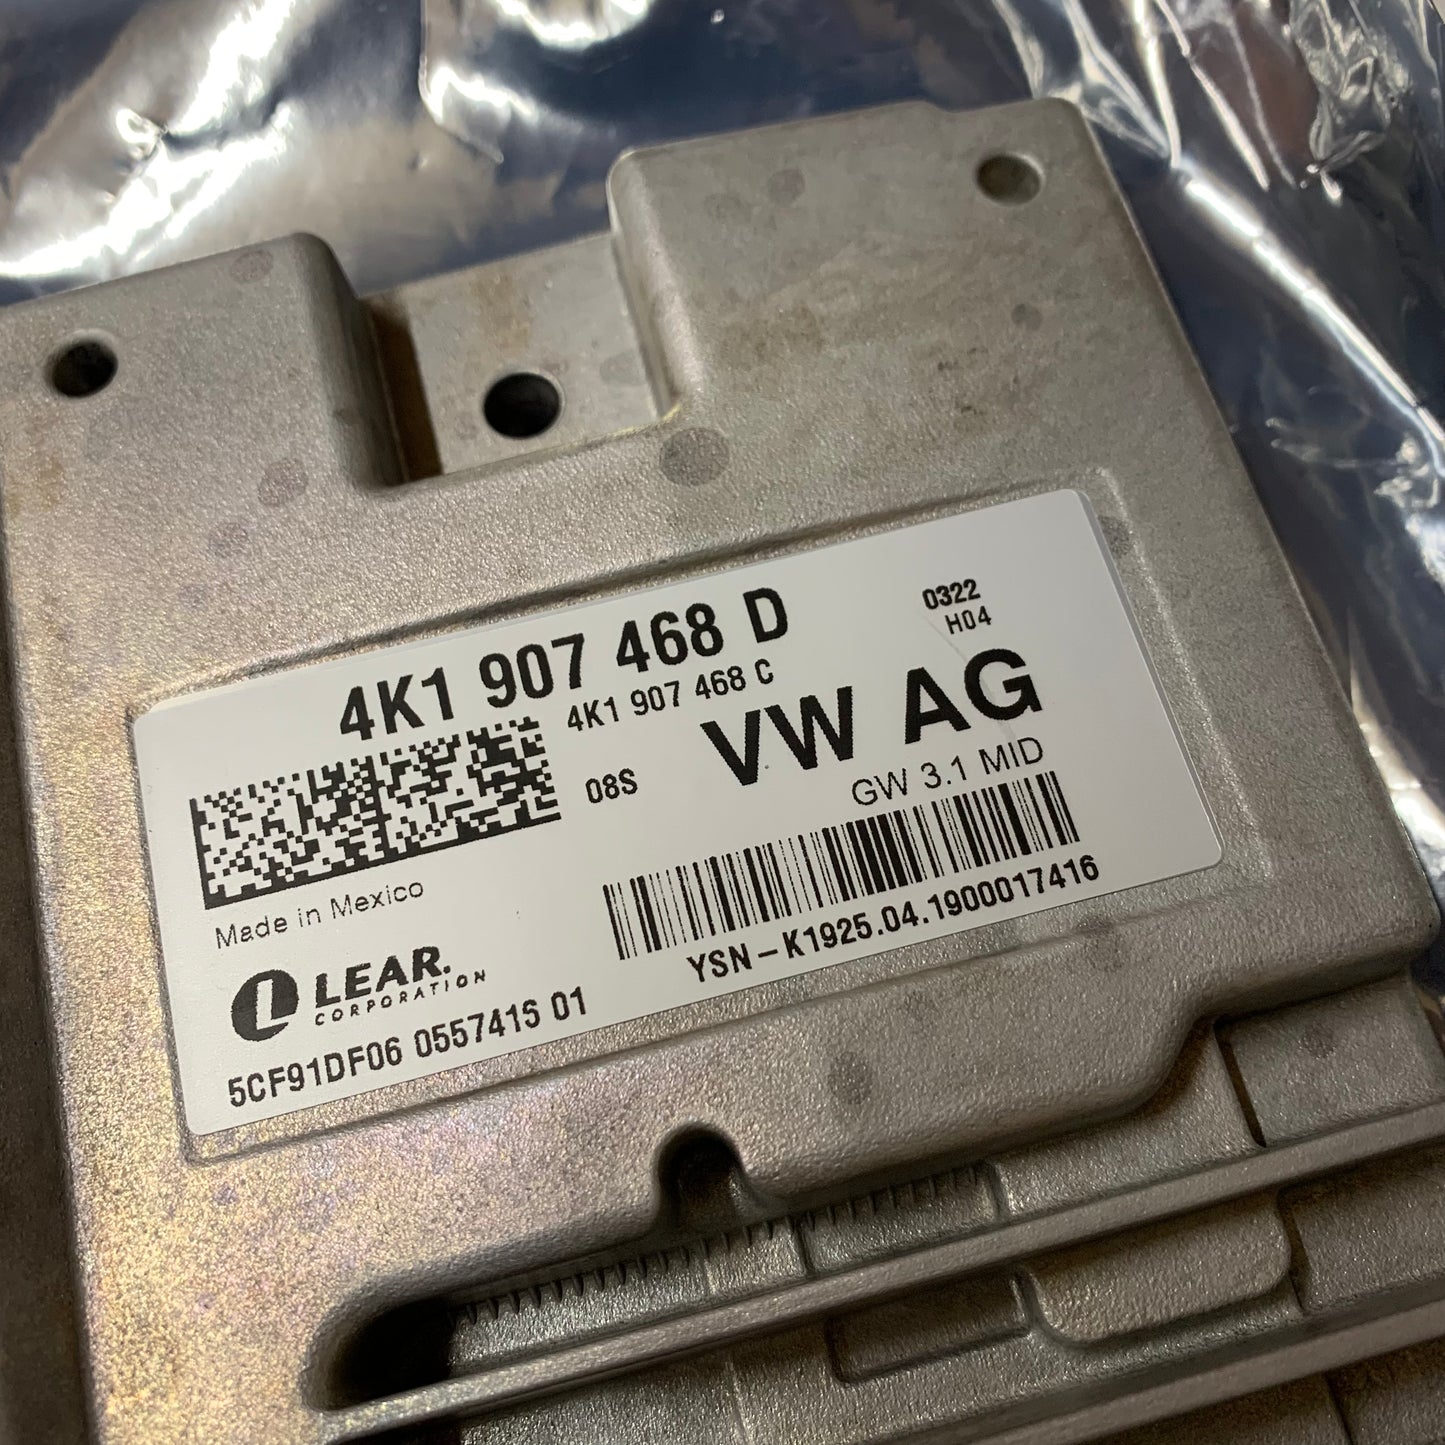 4K1 907 468 D
4K1 907 468 C
0322
H04
08S
VW AG
GW 3.1 MID
Made in Mexico
YSN-K1925.04.1900017416
LEAR.
CORPORATION
5CF91DF06 0557416 01